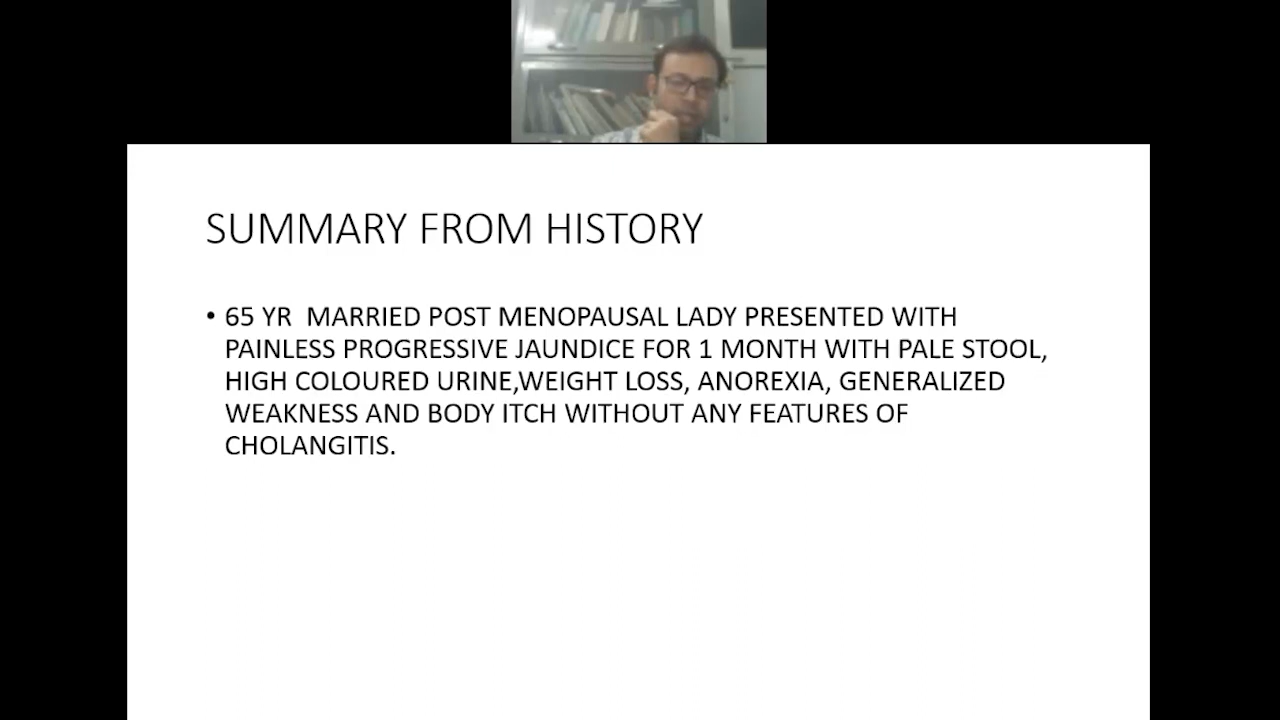 SUMMARY FROM HISTORY
• 65 YR  MARRIED POST MENOPAUSAL LADY PRESENTED WITH
PAINLESS PROGRESSIVE JAUNDICE FOR 1 MONTH WITH PALE STOOL,
HIGH COLOURED URINE,WEIGHT LOSS, ANOREXIA, GENERALIZED
WEAKNESS AND BODY ITCH WITHOUT ANY FEATURES OF
CHOLANGITIS.